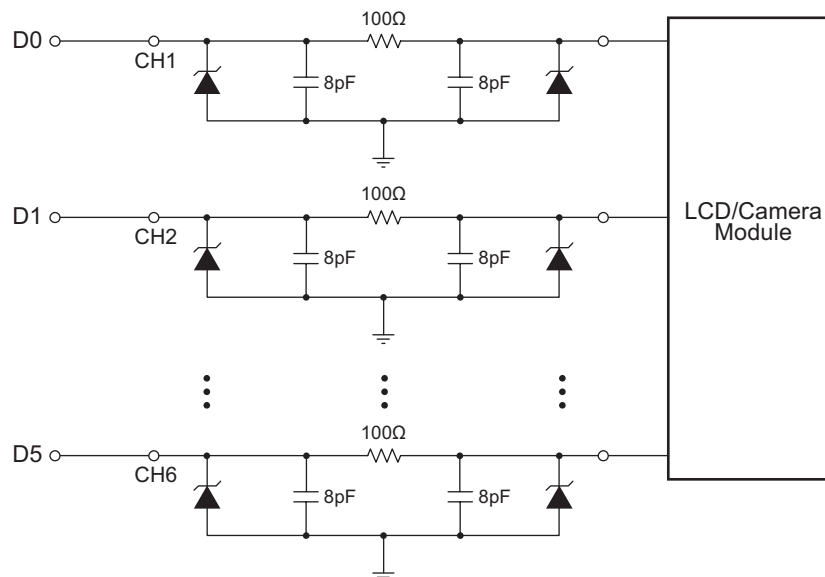 100Ω
D0
CH1
8pF
8pF
100Ω
D1
CH2
8pF
8pF
LCD/Camera
Module
100Ω
D5
CH6
8pF
8pF